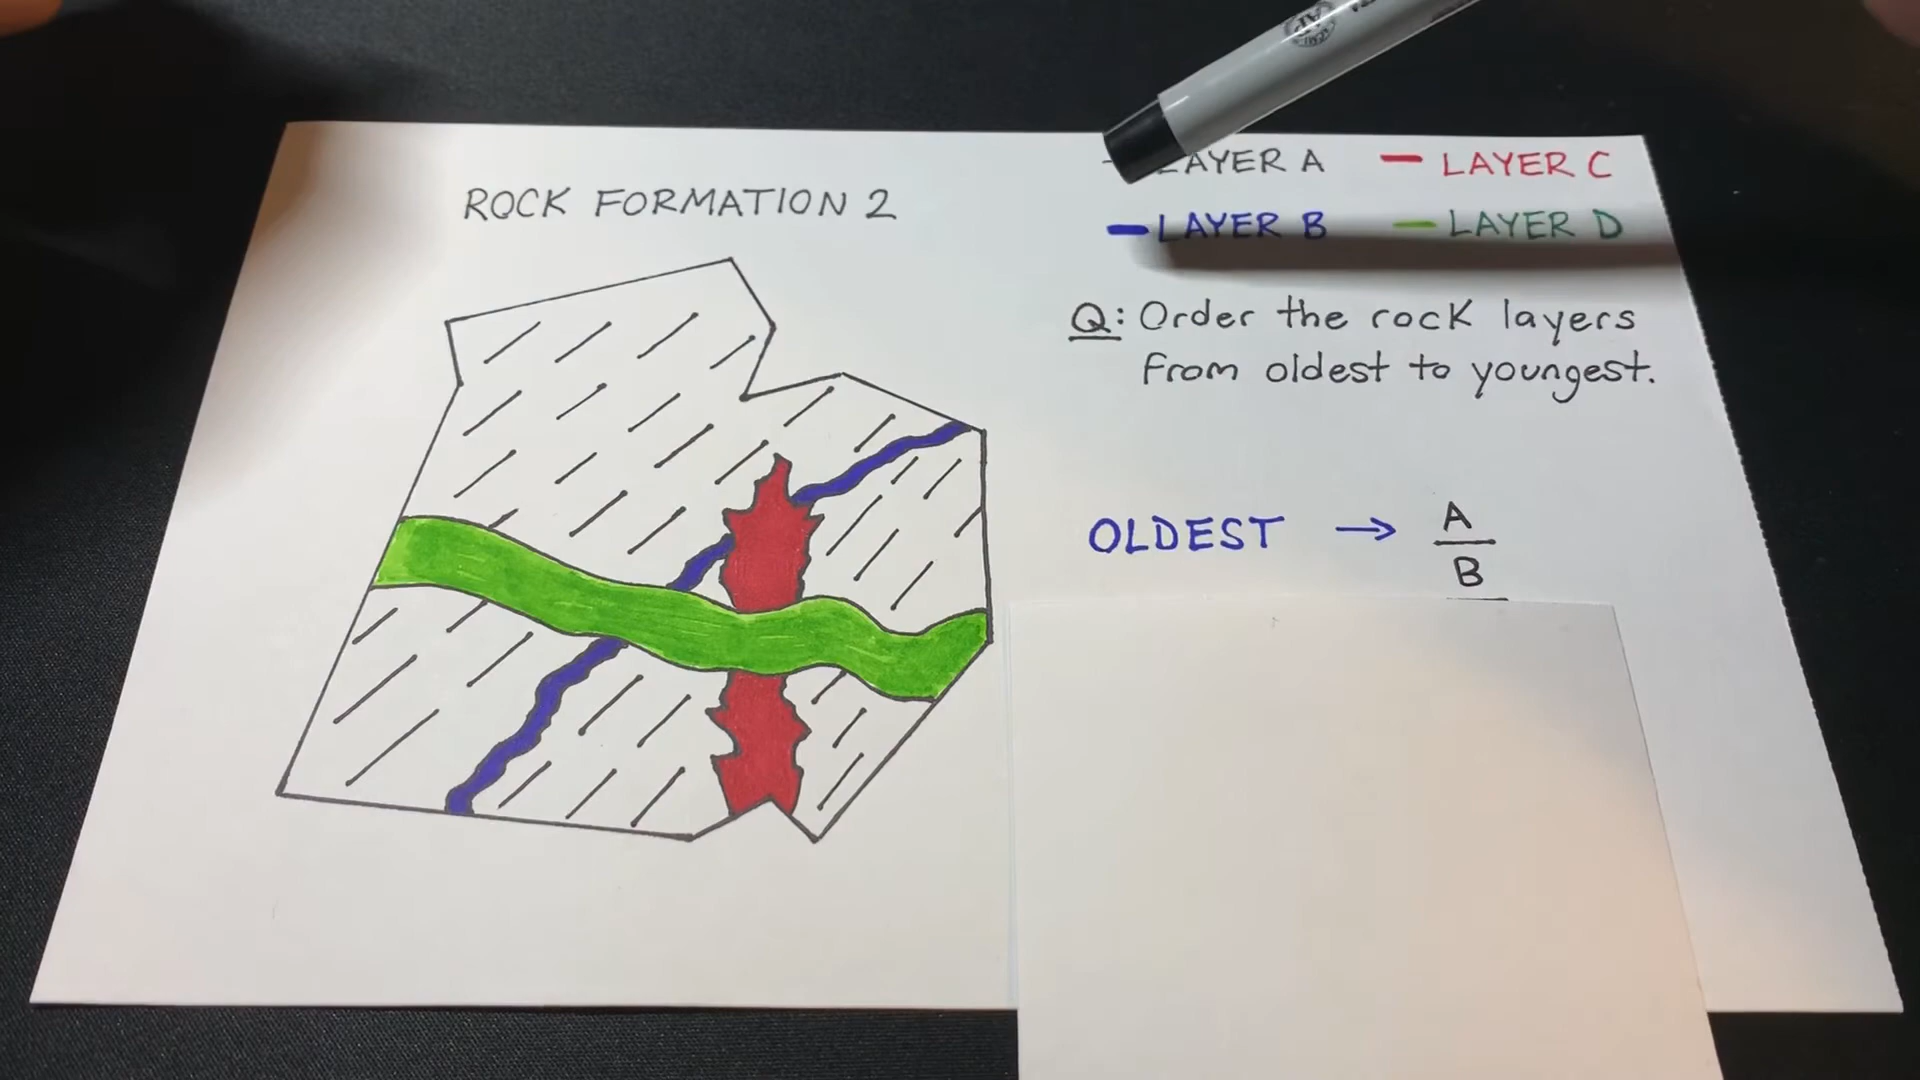 ROCK FORMATION 2
AYER A
LAYER C
LAYER B
LAYER D
Q: Order the rock layers
from oldest to youngest.
OLDEST → A
B